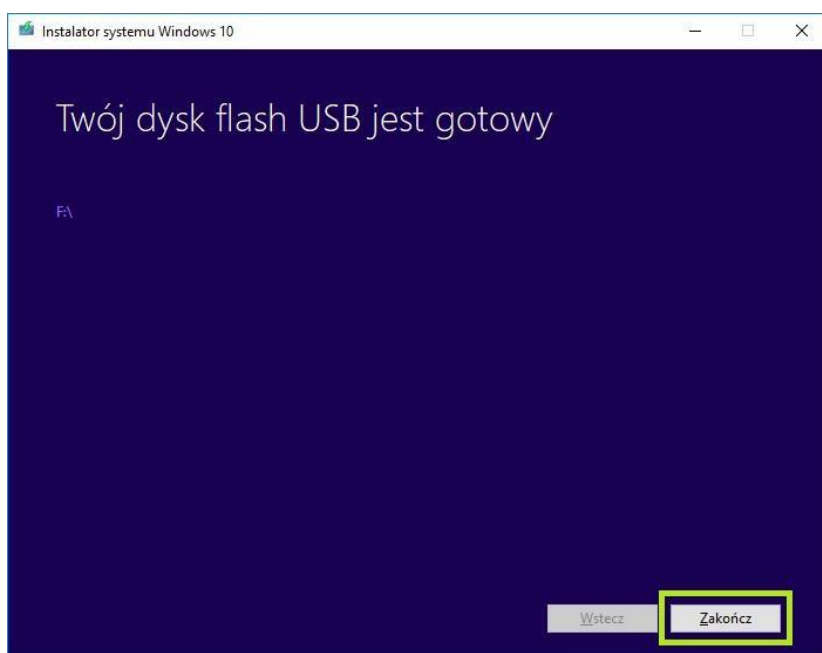 Instalator systemu Windows 10
Twój dysk flash USB jest gotowy
F:\
Wstecz
Zakończ